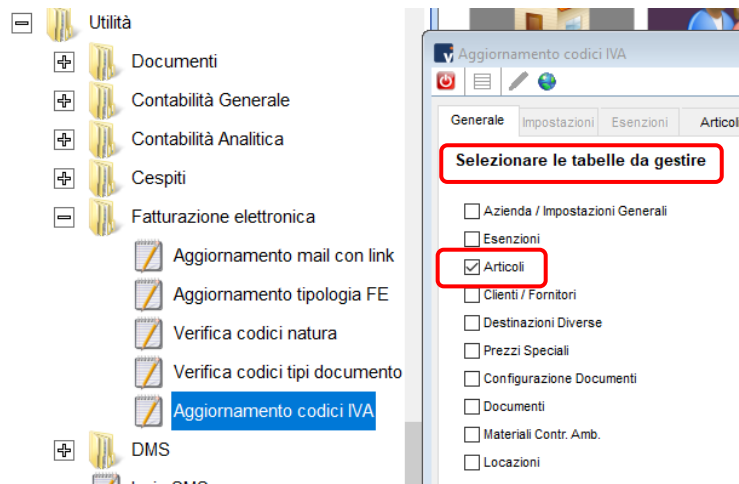 Utilità
Documenti
Contabilità Generale
Contabilità Analitica
Cespiti
Fatturazione elettronica
Aggiornamento mail con link
Aggiornamento tipologia FE
Verifica codici natura
Verifica codici tipi documento
Aggiornamento codici IVA
DMS
Aggiornamento codici IVA
Generale Impostazioni Esenzioni Articoli
Selezionare le tabelle da gestire
Azienda / Impostazioni Generali
Esenzioni
Articoli
Clienti / Fornitori
Destinazioni Diverse
Prezzi Speciali
Configurazione Documenti
Documenti
Materiali Contr. Amb.
Locazioni